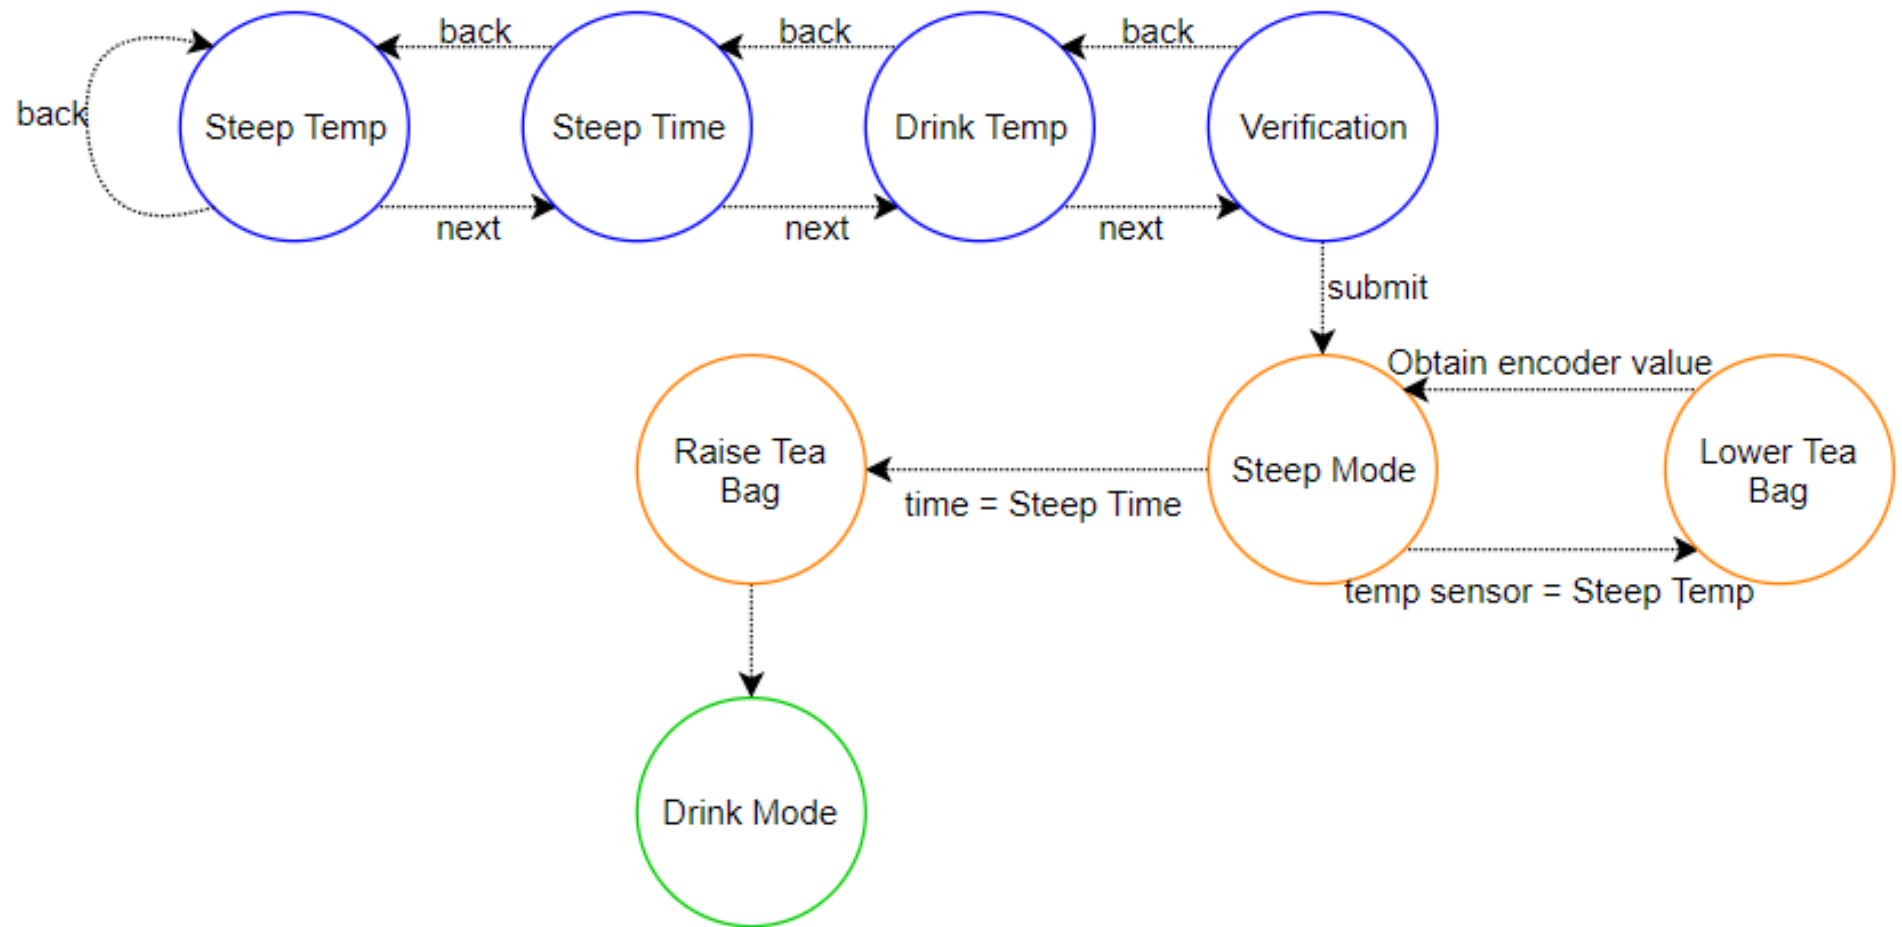 back
back
back
back
Steep Temp
Steep Time
Drink Temp
Verification
next
next
next
submit
Obtain encoder value
Raise Tea
Bag
Steep Mode
Lower Tea
Bag
time = Steep Time
temp sensor = Steep Temp
Drink Mode